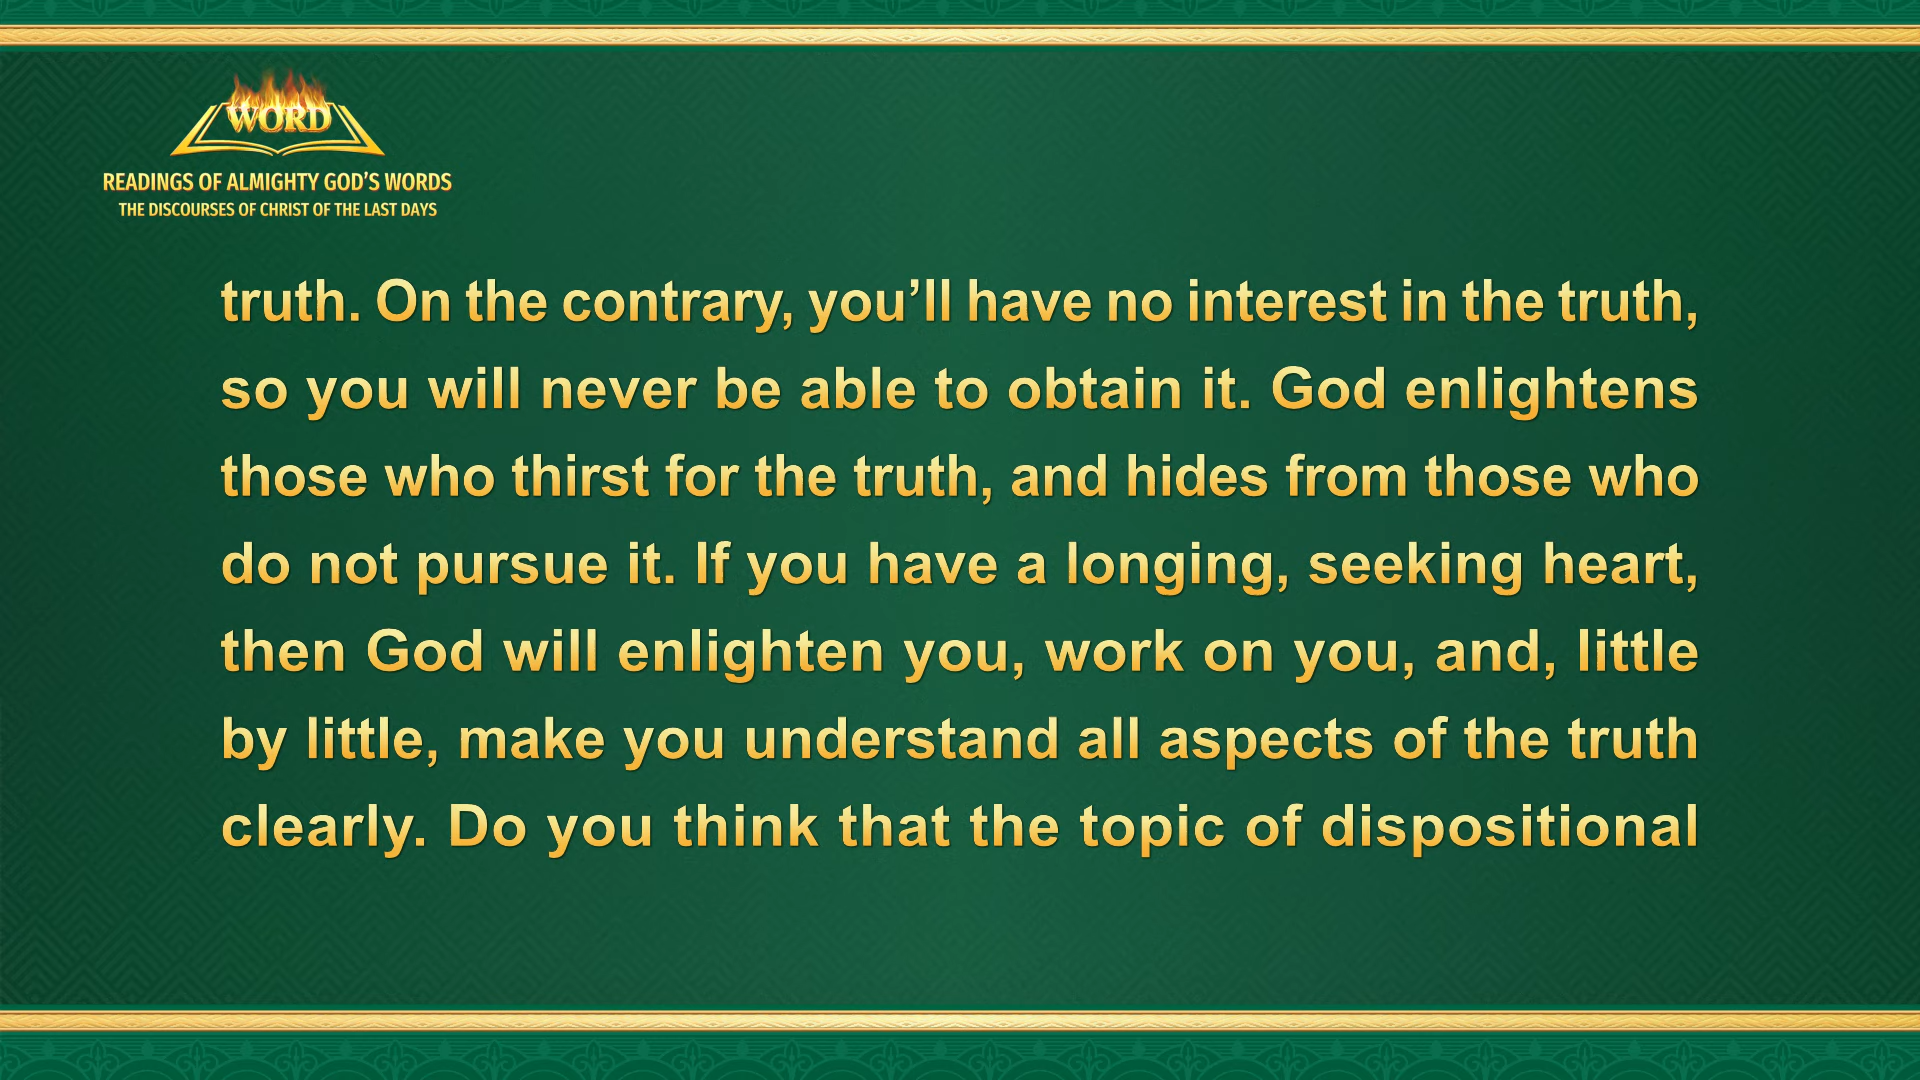 WORD
READINGS OF ALMIGHTY GOD’S WORDS
THE DISCOURSES OF CHRIST OF THE LAST DAYS
truth. On the contrary, you’ll have no interest in the truth,
so you will never be able to obtain it. God enlightens
those who thirst for the truth, and hides from those who
do not pursue it. If you have a longing, seeking heart,
then God will enlighten you, work on you, and, little
by little, make you understand all aspects of the truth
clearly. Do you think that the topic of dispositional